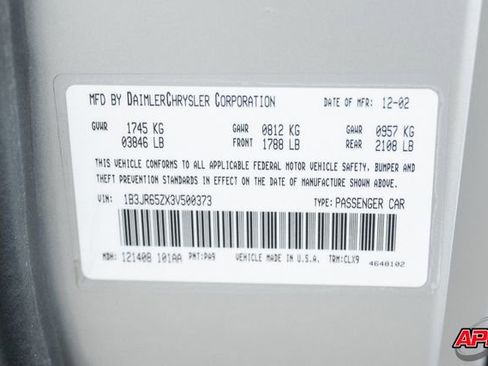 MFD BY DAIMLERCHRYSLER CORPORATION DATE OF MFR: 12-02
GVWR 1745 KG GAWR 0812 KG GAWR 0957 KG
03846 LB FRONT 1788 LB REAR 2108 LB
THIS VEHICLE CONFORMS TO ALL APPLICABLE FEDERAL MOTOR VEHICLE SAFETY, BUMPER AND
THEFT PREVENTION STANDARDS IN EFFECT ON THE DATE OF MANUFACTURE SHOWN ABOVE.
VIN: 1B3JR65ZX3V500373 TYPE: PASSENGER CAR
MDH: 121408 101AA PNT: PA9 VEHICLE MADE IN U.S.A. TRM: CLX9
4648102